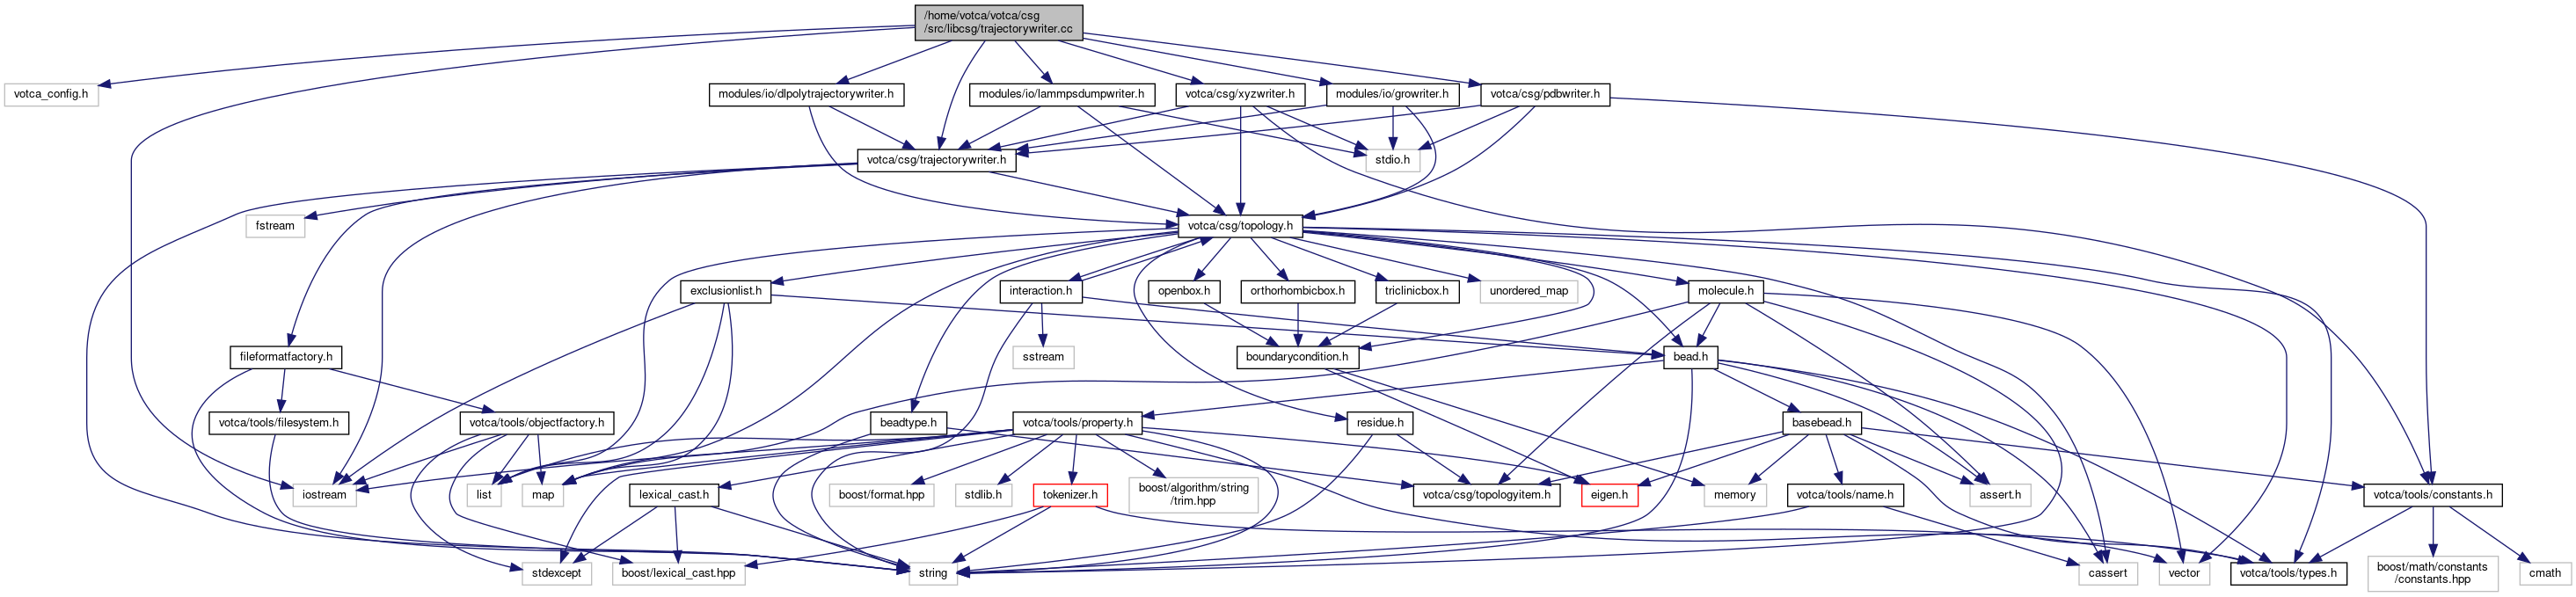 /home/votca/votca/csg
/src/libcsg/trajectorywriter.cc
votca_config.h
modules/io/dlpolytrajectorywriter.h
modules/io/lammpsdumpwriter.h
votca/csg/xyzwriter.h
modules/io/growriter.h
votca/csg/pdbwriter.h
votca/csg/trajectorywriter.h
stdio.h
fstream
votca/csg/topology.h
exclusionlist.h
interaction.h
openbox.h
orthorhombicbox.h
triclinicbox.h
unordered_map
molecule.h
fileformatfactory.h
sstream
boundarycondition.h
bead.h
votca/tools/filesystem.h
votca/tools/objectfactory.h
beadtype.h
votca/tools/property.h
residue.h
basebead.h
iostream
list
map
lexical_cast.h
boost/format.hpp
stdlib.h
tokenizer.h
boost/algorithm/string
/trim.hpp
votca/csg/topologyitem.h
eigen.h
memory
votca/tools/name.h
assert.h
votca/tools/constants.h
stdexcept
boost/lexical_cast.hpp
string
cassert
vector
votca/tools/types.h
boost/math/constants
/constants.hpp
cmath